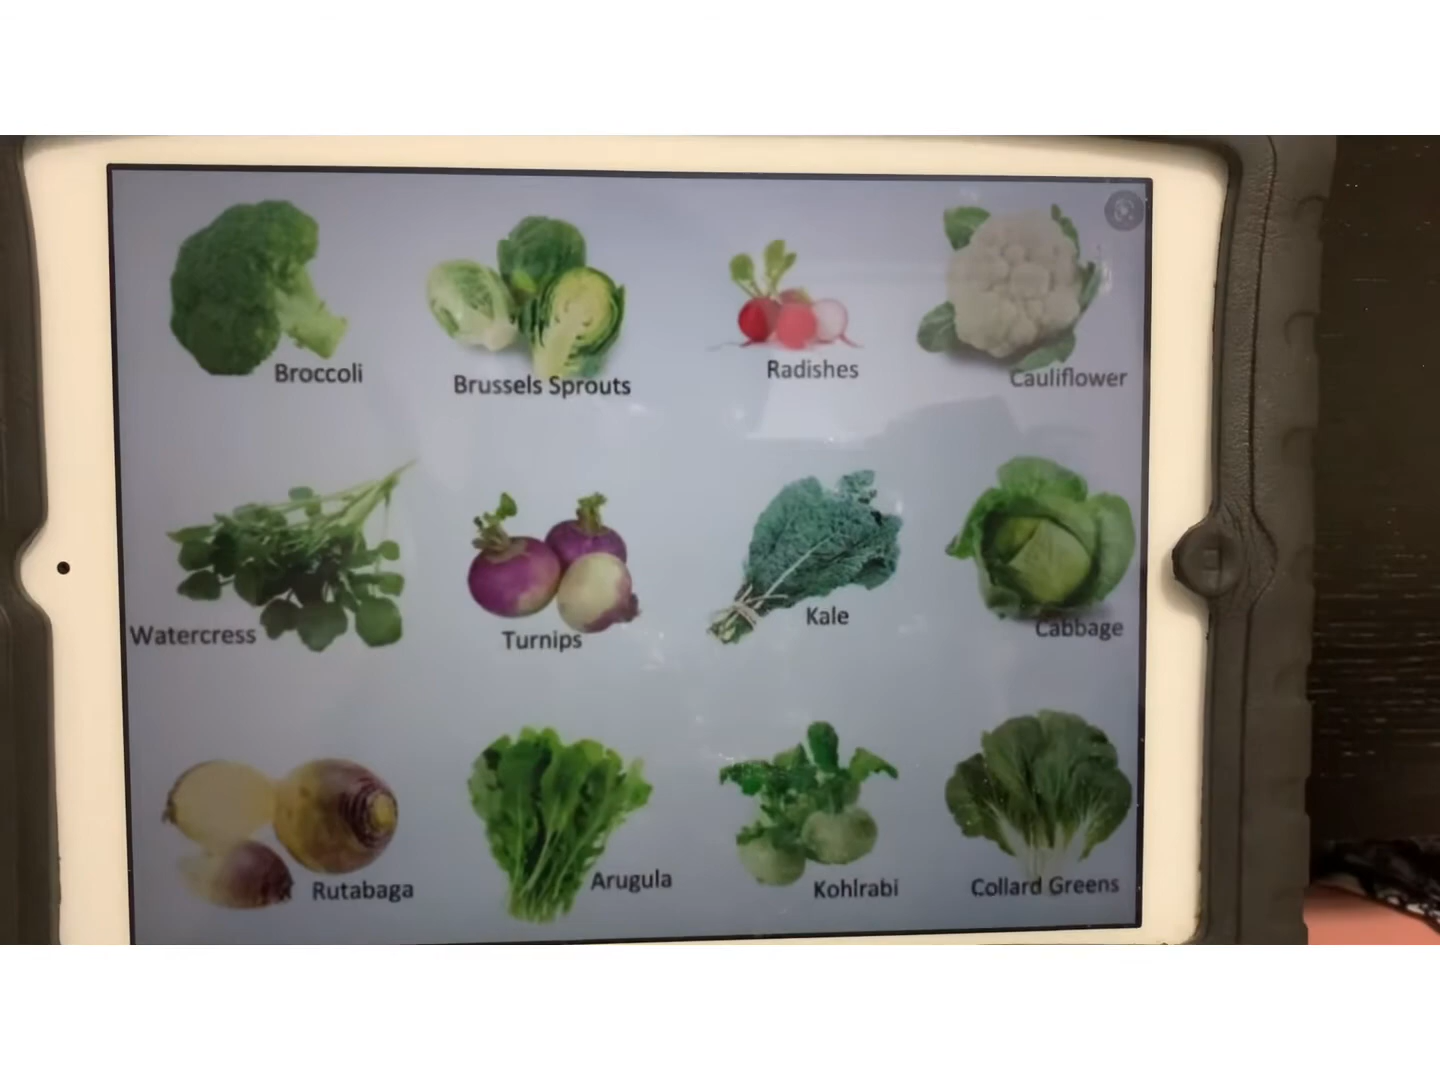 Broccoli
Brussels Sprouts
Radishes
Cauliflower
Watercress
Turnips
Kale
Cabbage
Rutabaga
Arugula
Kohlrabi
Collard Greens